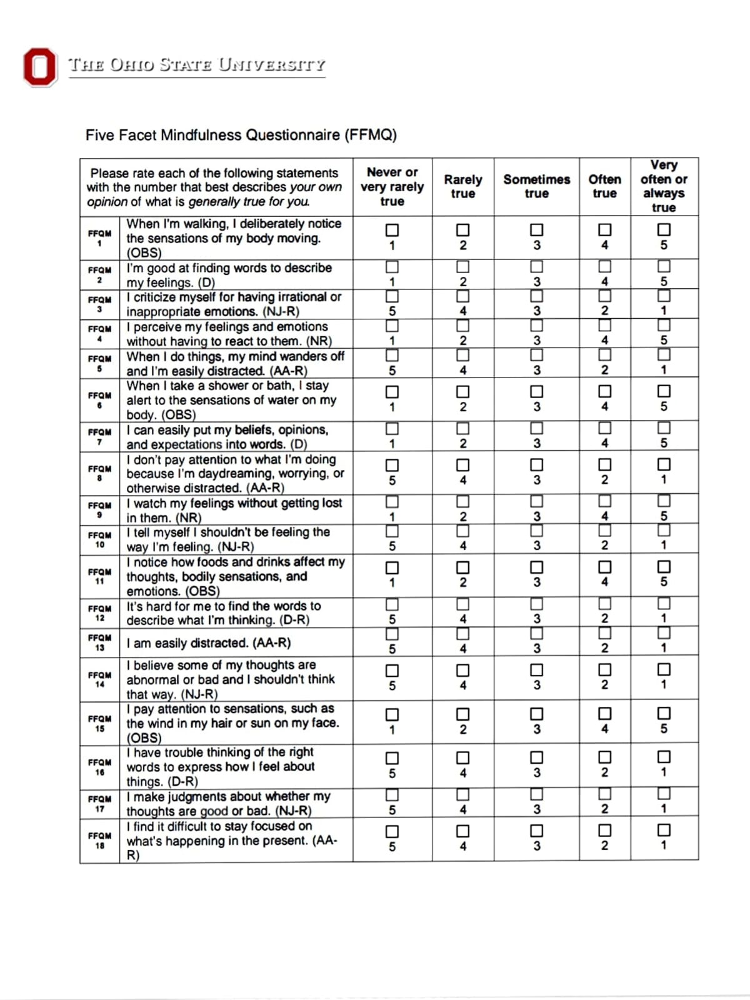 THE OHIO STATE UNIVERSITY
Five Facet Mindfulness Questionnaire (FFMQ)
Please rate each of the following statements
with the number that best describes your own
opinion of what is generally true for you.
Never or
very rarely
true
Rarely
true
Sometimes
true
Often
true
Very
often or
always
true
FFQM
1
When I'm walking, I deliberately notice
the sensations of my body moving.
(OBS)
1
2
3
4
5
FFQM
2
I'm good at finding words to describe
my feelings. (D)
1
2
3
4
5
FFQM
3
I criticize myself for having irrational or
inappropriate emotions. (NJ-R)
5
4
3
2
1
FFQM
4
I perceive my feelings and emotions
without having to react to them. (NR)
1
2
3
4
5
FFQM
5
When I do things, my mind wanders off
and I'm easily distracted. (AA-R)
5
4
3
2
1
FFQM
6
When I take a shower or bath, I stay
alert to the sensations of water on my
body. (OBS)
1
2
3
4
5
FFQM
7
I can easily put my beliefs, opinions,
and expectations into words. (D)
1
2
3
4
5
FFQM
8
I don't pay attention to what I'm doing
because I'm daydreaming, worrying, or
otherwise distracted. (AA-R)
5
4
3
2
1
FFQM
9
I watch my feelings without getting lost
in them. (NR)
1
2
3
4
5
FFQM
10
I tell myself I shouldn't be feeling the
way I'm feeling. (NJ-R)
5
4
3
2
1
FFQM
11
I notice how foods and drinks affect my
thoughts, bodily sensations, and
emotions. (OBS)
1
2
3
4
5
FFQM
12
It's hard for me to find the words to
describe what I'm thinking. (D-R)
5
4
3
2
1
FFQM
13
I am easily distracted. (AA-R)
5
4
3
2
1
FFQM
14
I believe some of my thoughts are
abnormal or bad and I shouldn't think
that way. (NJ-R)
5
4
3
2
1
FFQM
15
I pay attention to sensations, such as
the wind in my hair or sun on my face.
(OBS)
1
2
3
4
5
FFQM
16
I have trouble thinking of the right
words to express how I feel about
things. (D-R)
5
4
3
2
1
FFQM
17
I make judgments about whether my
thoughts are good or bad. (NJ-R)
5
4
3
2
1
FFQM
18
I find it difficult to stay focused on
what's happening in the present. (AA-
R)
5
4
3
2
1